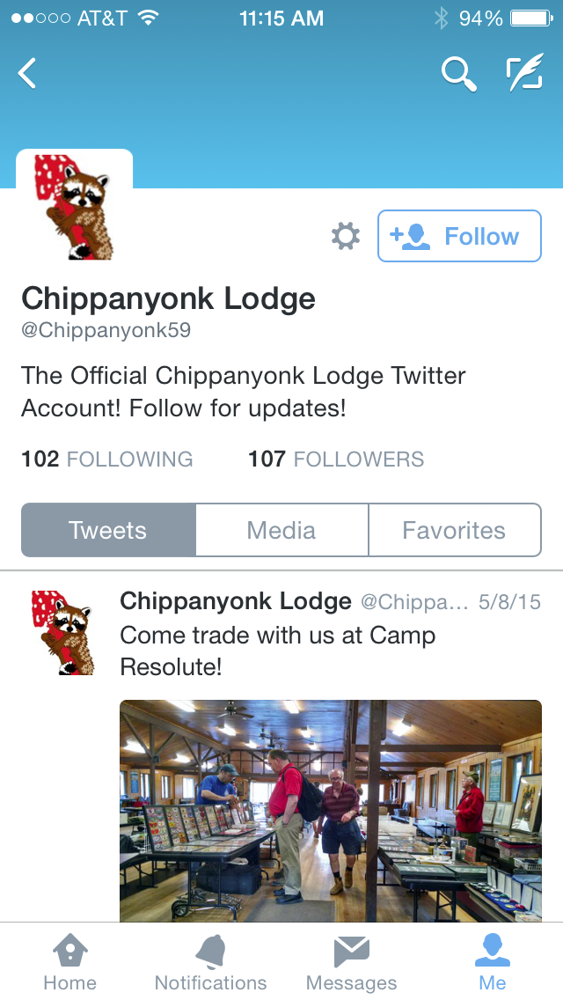 AT&T 11:15 AM 94%
Follow
Chippanyonk Lodge
@Chippanyonk59
The Official Chippanyonk Lodge Twitter
Account! Follow for updates!
102 FOLLOWING 107 FOLLOWERS
Tweets Media Favorites
Chippanyonk Lodge @Chippa... 5/8/15
Come trade with us at Camp
Resolute!
Home Notifications Messages Me